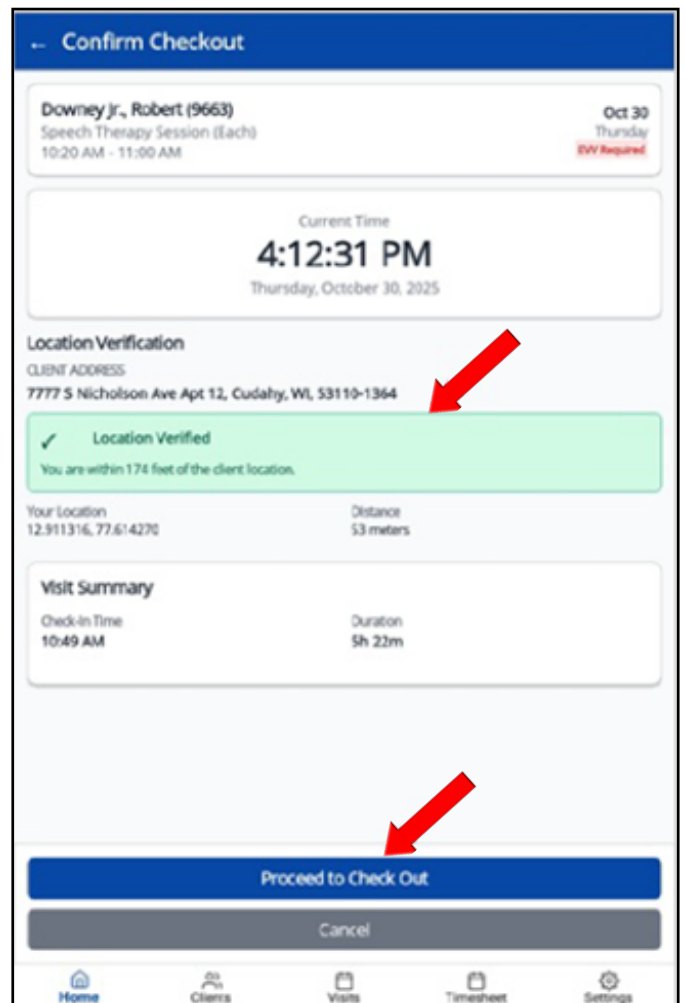 ← Confirm Checkout
Downey Jr., Robert (9663)
Oct 30
Speech Therapy Session (Each)
Thursday
10:20 AM - 11:00 AM
EVV Required
Current Time
4:12:31 PM
Thursday, October 30, 2025
Location Verification
CLIENT ADDRESS
7777 S Nicholson Ave Apt 12, Cudahy, WI, 53110-1364
✓ Location Verified
You are within 174 feet of the client location.
Your Location
Distance
12.911316, 77.614270
53 meters
Visit Summary
Check-In Time
Duration
10:49 AM
5h 22m
Proceed to Check Out
Cancel
Home
Clients
Visits
Timesheet
Settings